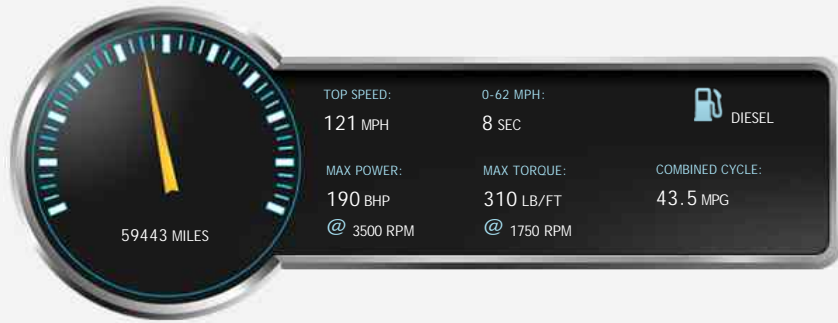 TOP SPEED:
121 MPH
0-62 MPH:
8 SEC
DIESEL
MAX POWER:
190 BHP
@ 3500 RPM
MAX TORQUE:
310 LB/FT
@ 1750 RPM
COMBINED CYCLE:
43.5 MPG
59443 MILES